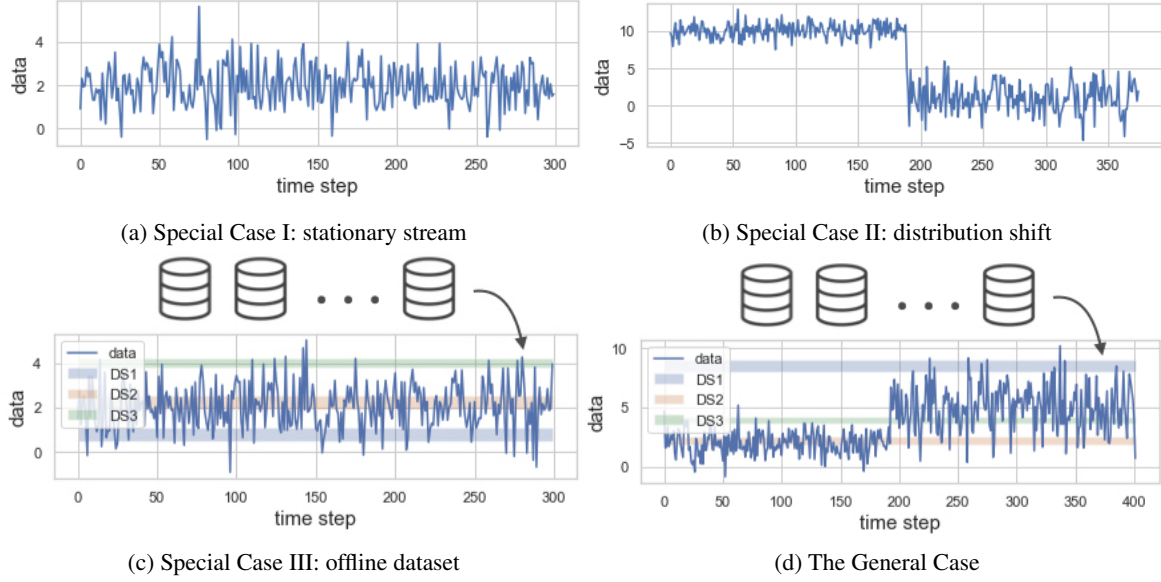 data
4
2
0
0 50 100 150 200 250 300
time step
(a) Special Case I: stationary stream
data
10
5
0
−5
0 50 100 150 200 250 300 350
time step
(b) Special Case II: distribution shift
data
4
2
0
data
DS1
DS2
DS3
0 50 100 150 200 250 300
time step
(c) Special Case III: offline dataset
data
10
5
0
data
DS1
DS2
DS3
0 50 100 150 200 250 300 350 400
time step
(d) The General Case